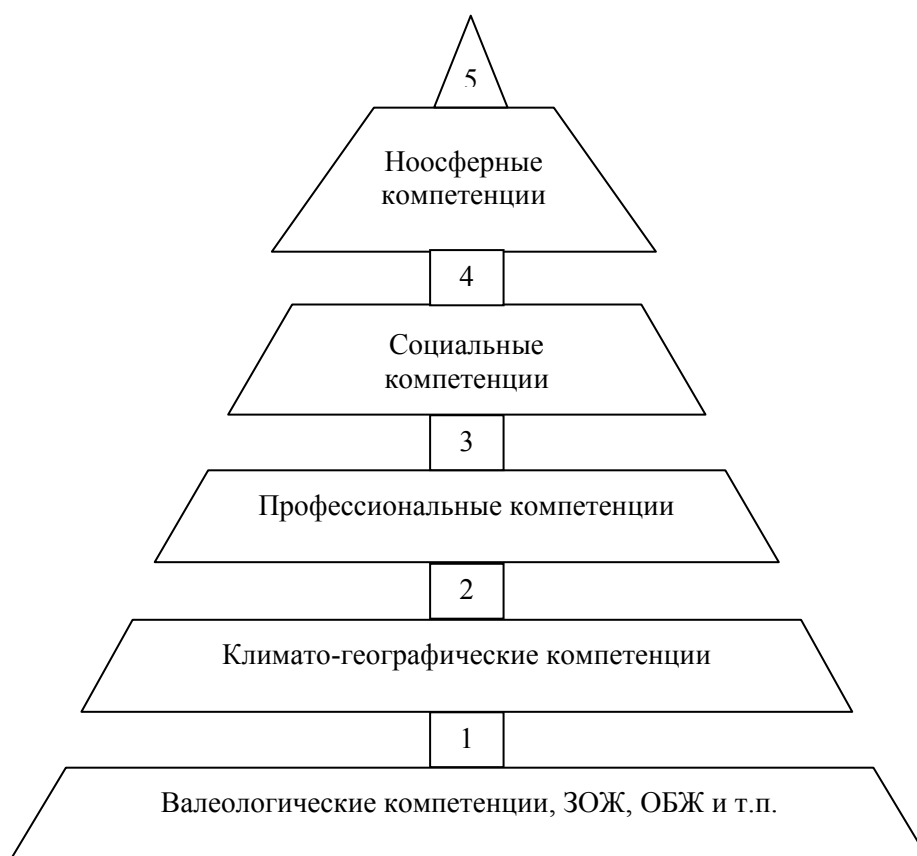 5
Ноосферные
компетенции
4
Социальные
компетенции
3
Профессиональные компетенции
2
Климато-географические компетенции
1
Валеологические компетенции, ЗОЖ, ОБЖ и т.п.